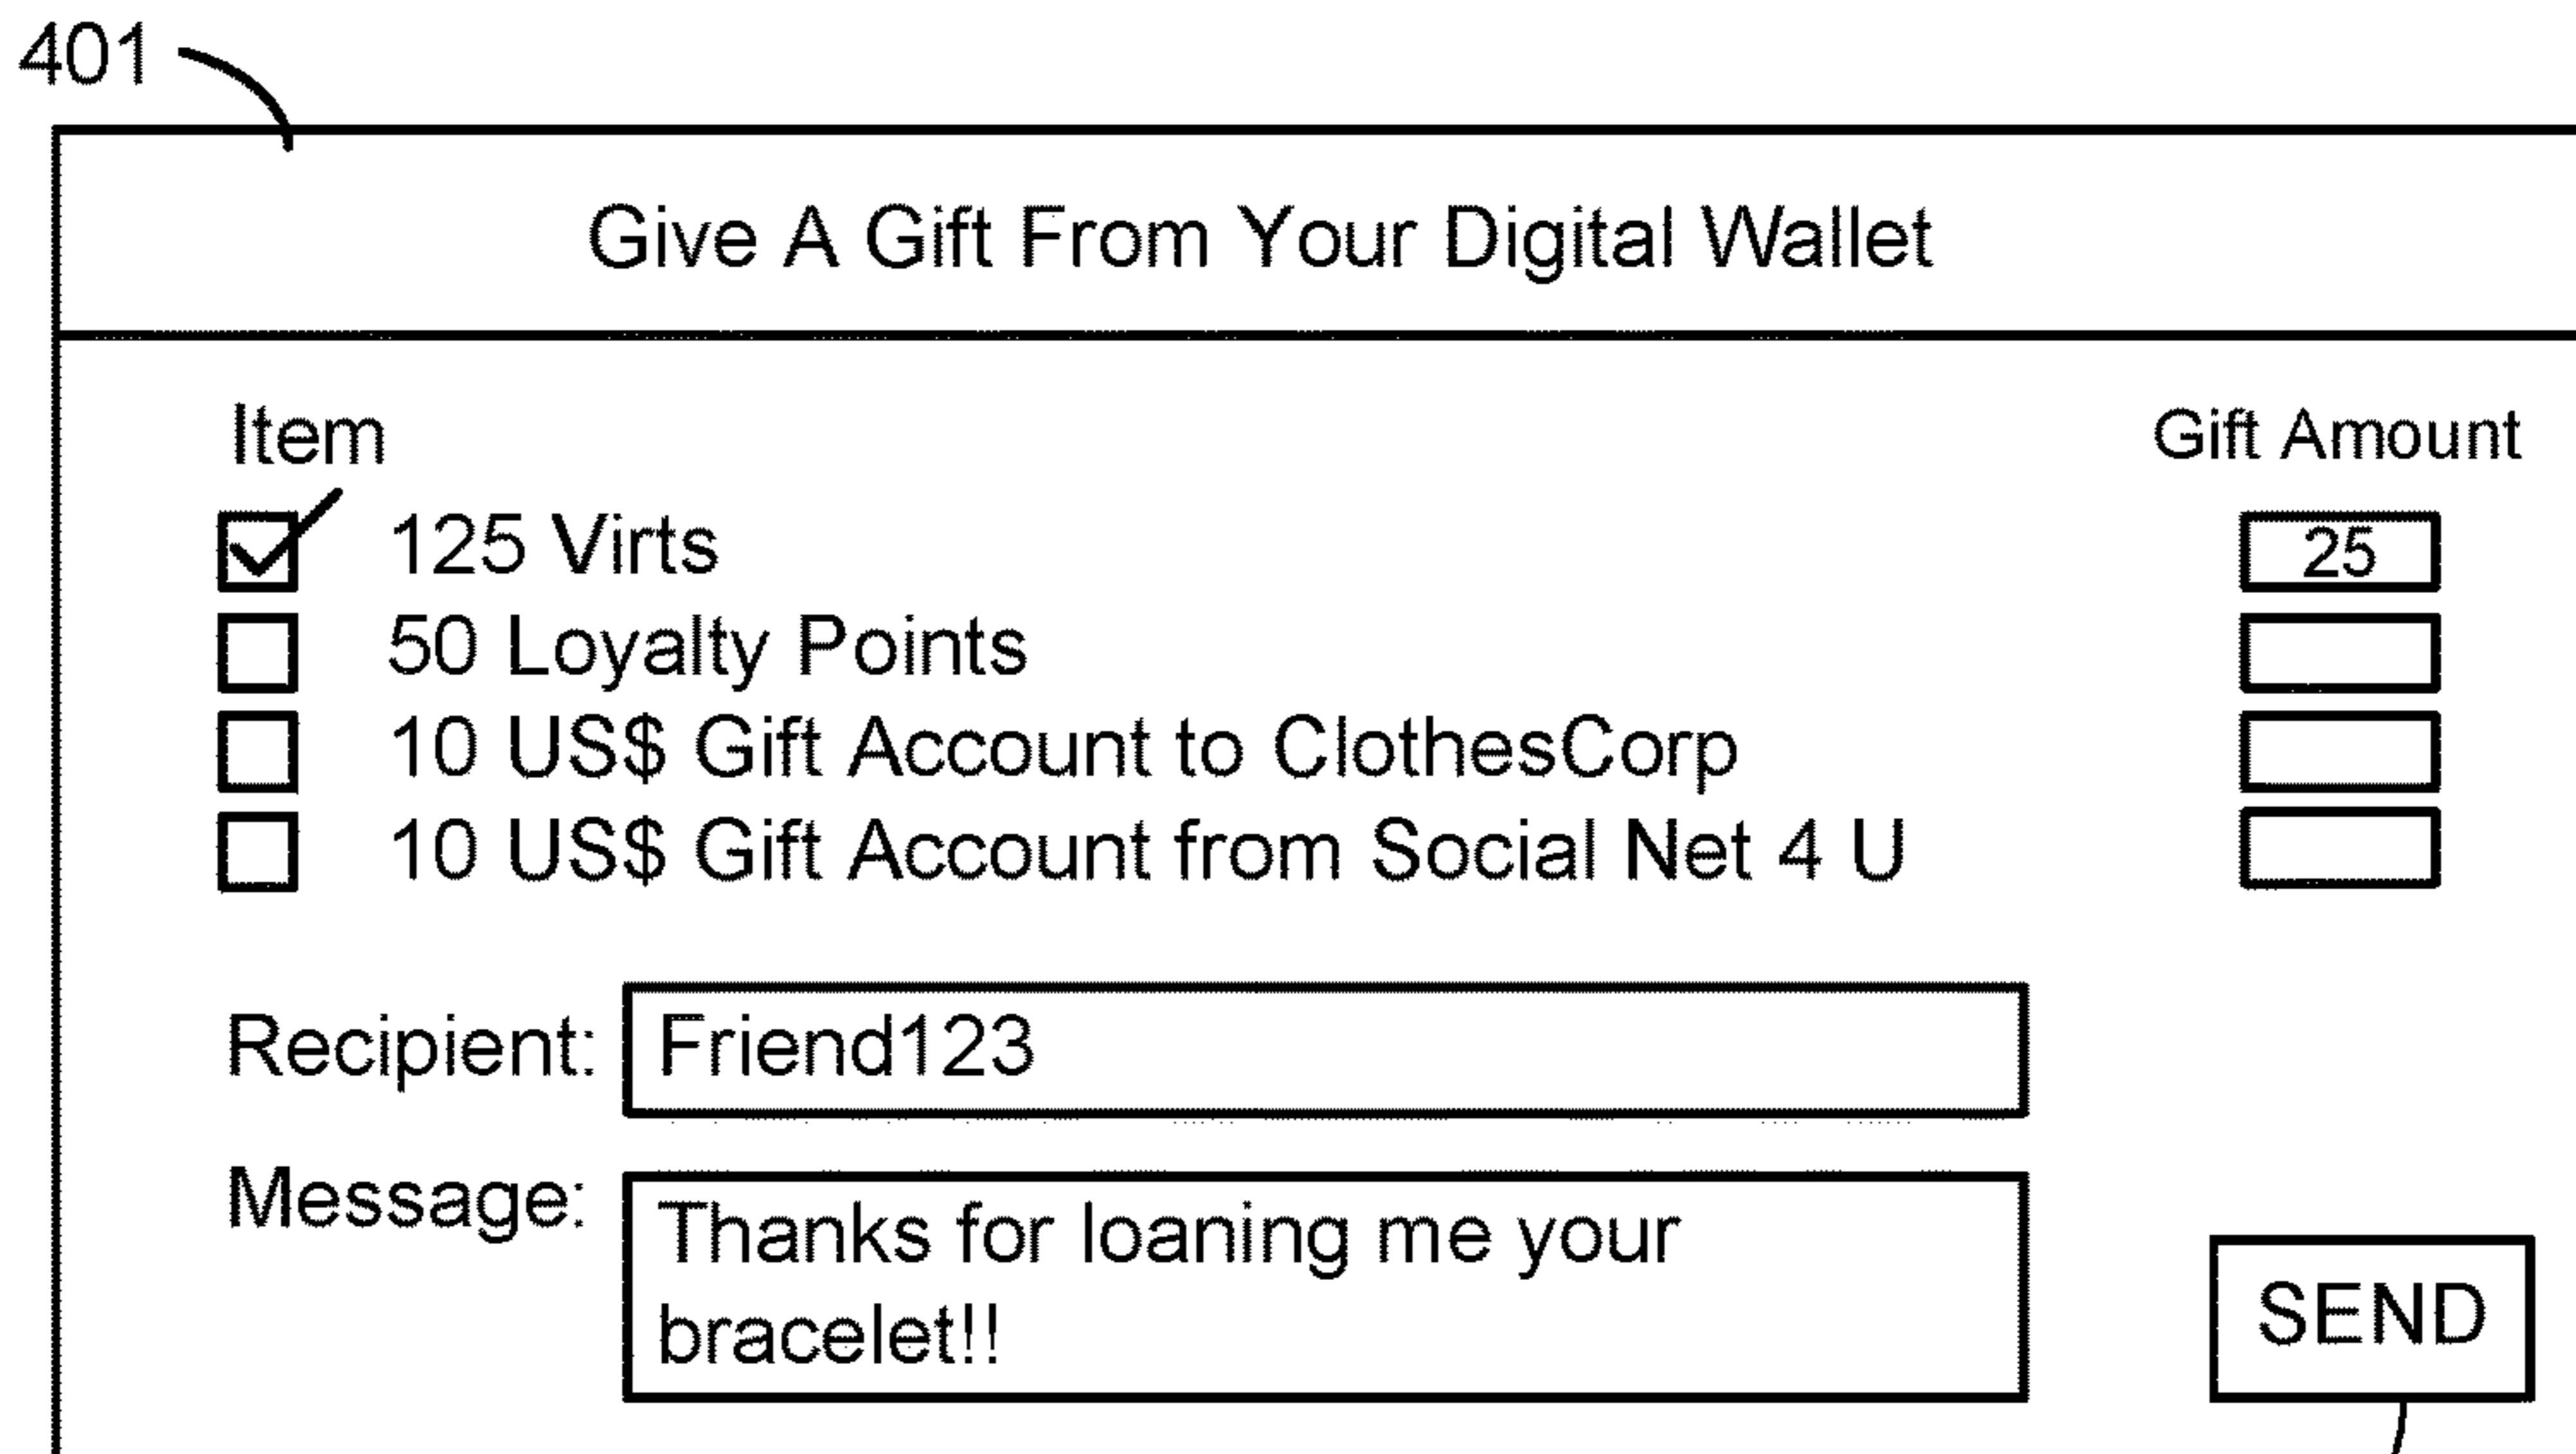 401
Give A Gift From Your Digital Wallet
Item Gift Amount
125 Virts 25
50 Loyalty Points
10 US$ Gift Account to ClothesCorp
10 US$ Gift Account from Social Net 4 U
Recipient: Friend123
Message: Thanks for loaning me your
bracelet!!
SEND